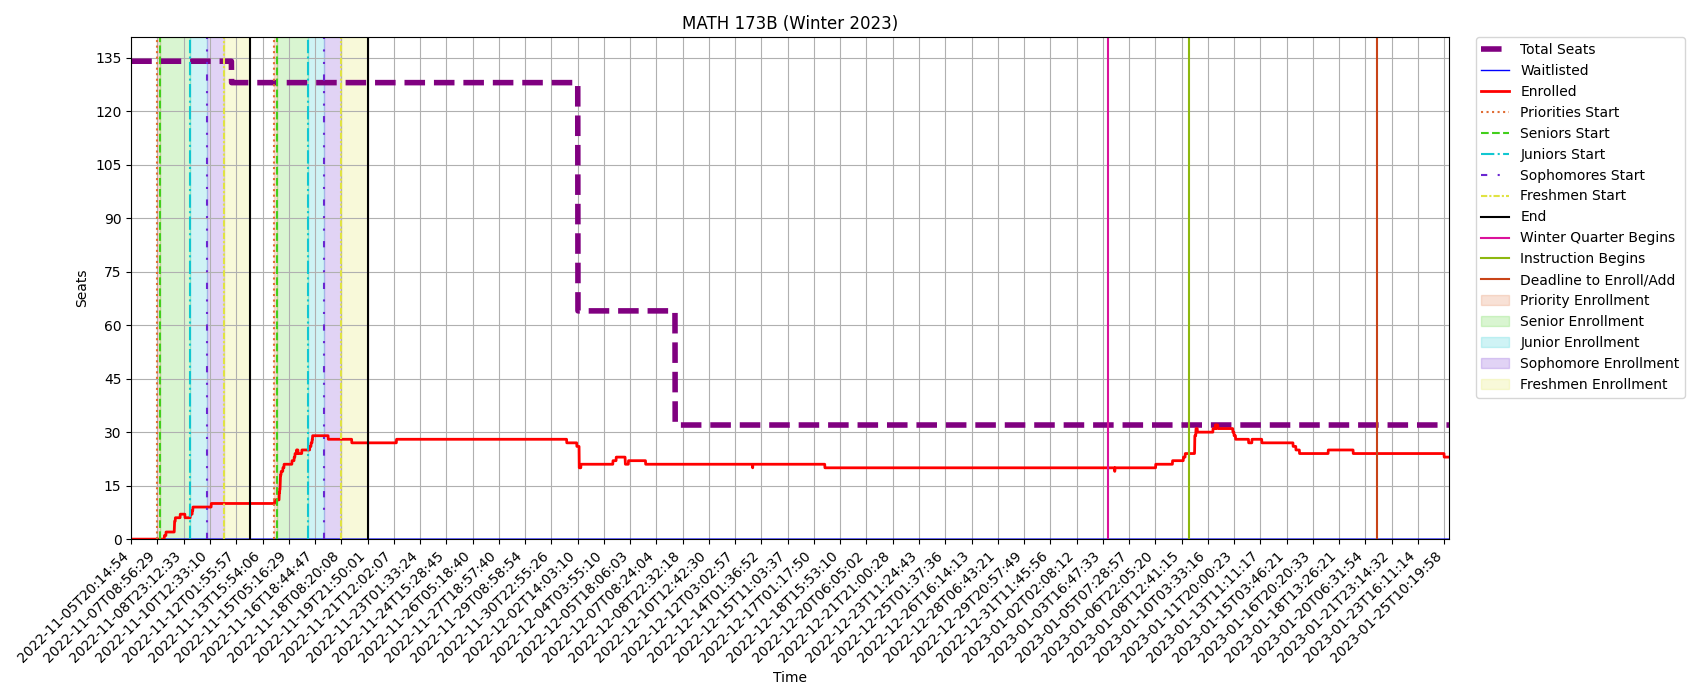 MATH 173B (Winter 2023)
Seats
135
120
105
90
75
60
45
30
15
0
2022-11-05T20:14:54
2022-11-07T08:56:29
2022-11-08T23:12:33
2022-11-10T12:33:10
2022-11-12T01:55:57
2022-11-13T15:54:06
2022-11-15T05:16:29
2022-11-16T18:44:47
2022-11-18T08:20:08
2022-11-19T21:50:01
2022-11-21T12:02:07
2022-11-23T01:33:24
2022-11-24T15:28:45
2022-11-26T05:18:40
2022-11-27T18:57:40
2022-11-29T08:58:54
2022-11-30T22:55:26
2022-12-02T14:03:10
2022-12-04T03:55:10
2022-12-05T18:06:03
2022-12-07T08:24:04
2022-12-08T22:32:18
2022-12-10T12:42:30
2022-12-12T03:02:57
2022-12-14T01:36:52
2022-12-15T11:03:37
2022-12-17T01:17:50
2022-12-18T15:53:10
2022-12-20T06:05:02
2022-12-21T21:00:28
2022-12-23T11:24:43
2022-12-25T01:37:36
2022-12-26T16:14:13
2022-12-28T06:43:21
2022-12-29T20:57:49
2022-12-31T11:45:56
2023-01-02T02:08:12
2023-01-03T16:47:33
2023-01-05T07:28:57
2023-01-06T22:05:20
2023-01-08T12:41:15
2023-01-10T03:33:16
2023-01-11T20:00:23
2023-01-13T11:11:17
2023-01-15T03:46:21
2023-01-16T20:20:33
2023-01-18T13:26:21
2023-01-20T06:31:54
2023-01-21T23:14:32
2023-01-23T16:11:14
2023-01-25T10:19:58
Time
Total Seats
Waitlisted
Enrolled
Priorities Start
Seniors Start
Juniors Start
Sophomores Start
Freshmen Start
End
Winter Quarter Begins
Instruction Begins
Deadline to Enroll/Add
Priority Enrollment
Senior Enrollment
Junior Enrollment
Sophomore Enrollment
Freshmen Enrollment